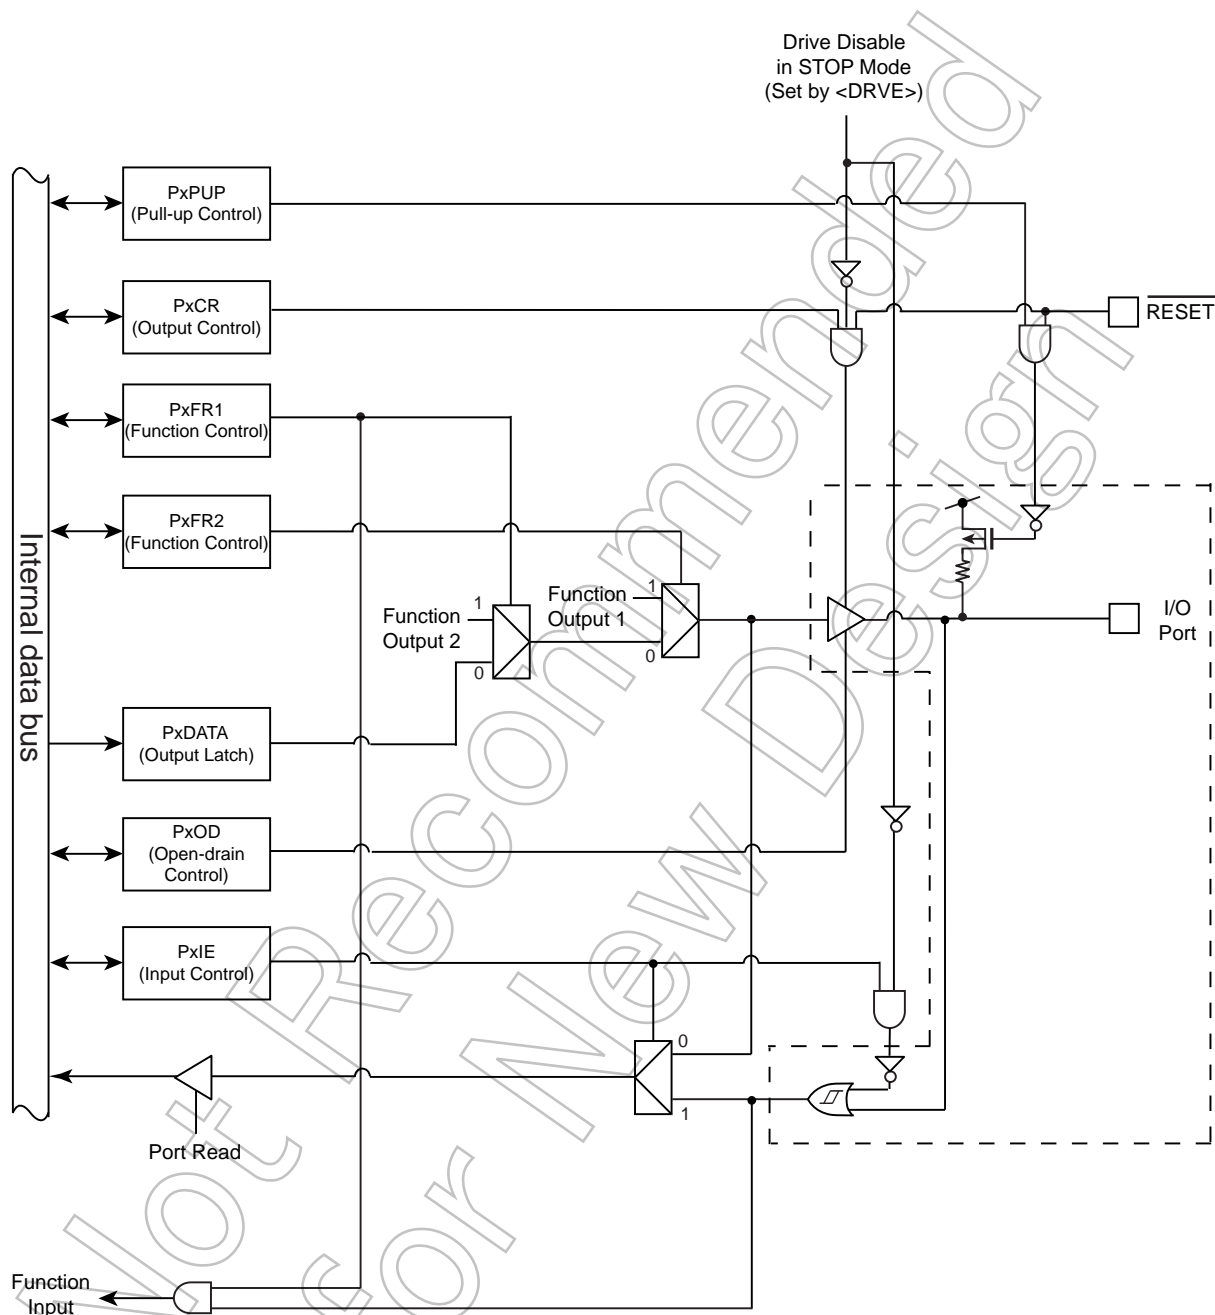 Drive Disable
in STOP Mode
(Set by <DRVE>)
PxPUP
(Pull-up Control)
PxCR
(Output Control)
RESET
PxFR1
(Function Control)
PxFR2
(Function Control)
Internal data bus
1
Function
Output 2
0
1
Function
Output 1
0
I/O
Port
PxDATA
(Output Latch)
PxOD
(Open-drain
Control)
PxIE
(Input Control)
0
1
Port Read
Function
Input
Not Recommended
for New Design